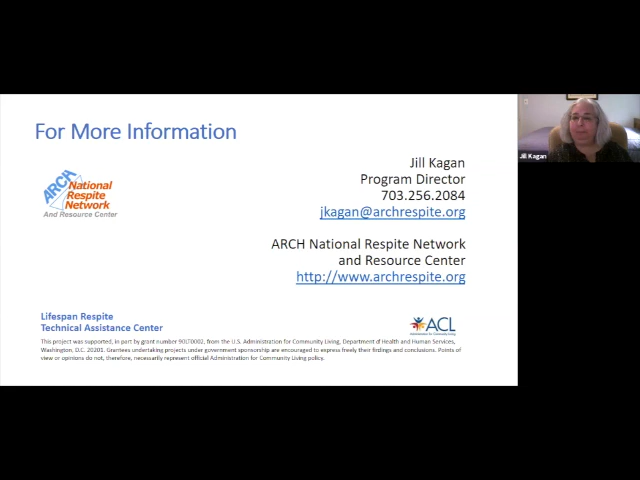 For More Information
ARCH National
Respite
Network
And Resource Center
Jill Kagan
Program Director
703.256.2084
jkagan@archrespite.org
ARCH National Respite Network
and Resource Center
http://www.archrespite.org
Lifespan Respite
Technical Assistance Center
ACL
Administration for Community Living
This project was supported, in part by grant number 90LT0002, from the U.S. Administration for Community Living, Department of Health and Human Services,
Washington, D.C. 20201. Grantees undertaking projects under government sponsorship are encouraged to express freely their findings and conclusions. Points of
view or opinions do not, therefore, necessarily represent official Administration for Community Living policy.
Jill Kagan